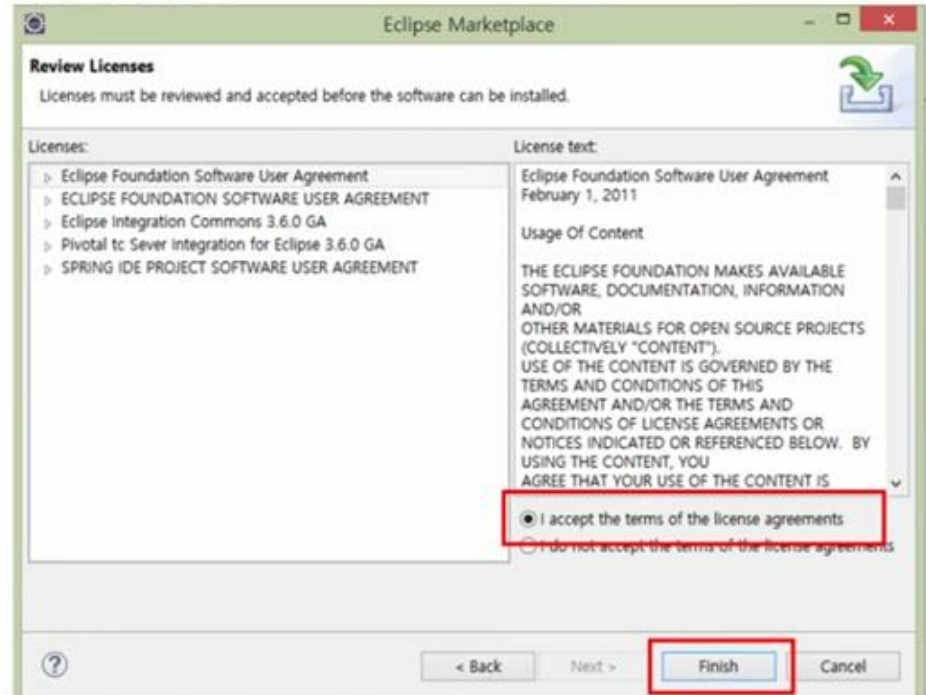 Eclipse Marketplace
Review Licenses
Licenses must be reviewed and accepted before the software can be installed.
Licenses:
Eclipse Foundation Software User Agreement
ECLIPSE FOUNDATION SOFTWARE USER AGREEMENT
Eclipse Integration Commons 3.6.0 GA
Pivotal tc Sever Integration for Eclipse 3.6.0 GA
SPRING IDE PROJECT SOFTWARE USER AGREEMENT
License text:
Eclipse Foundation Software User Agreement
February 1, 2011
Usage Of Content
THE ECLIPSE FOUNDATION MAKES AVAILABLE
SOFTWARE, DOCUMENTATION, INFORMATION
AND/OR
OTHER MATERIALS FOR OPEN SOURCE PROJECTS
(COLLECTIVELY "CONTENT").
USE OF THE CONTENT IS GOVERNED BY THE
TERMS AND CONDITIONS OF THIS
AGREEMENT AND/OR THE TERMS AND
CONDITIONS OF LICENSE AGREEMENTS OR
NOTICES INDICATED OR REFERENCED BELOW. BY
USING THE CONTENT, YOU
AGREE THAT YOUR USE OF THE CONTENT IS
I accept the terms of the license agreements
I do not accept the terms of the license agreements
< Back
Next >
Finish
Cancel